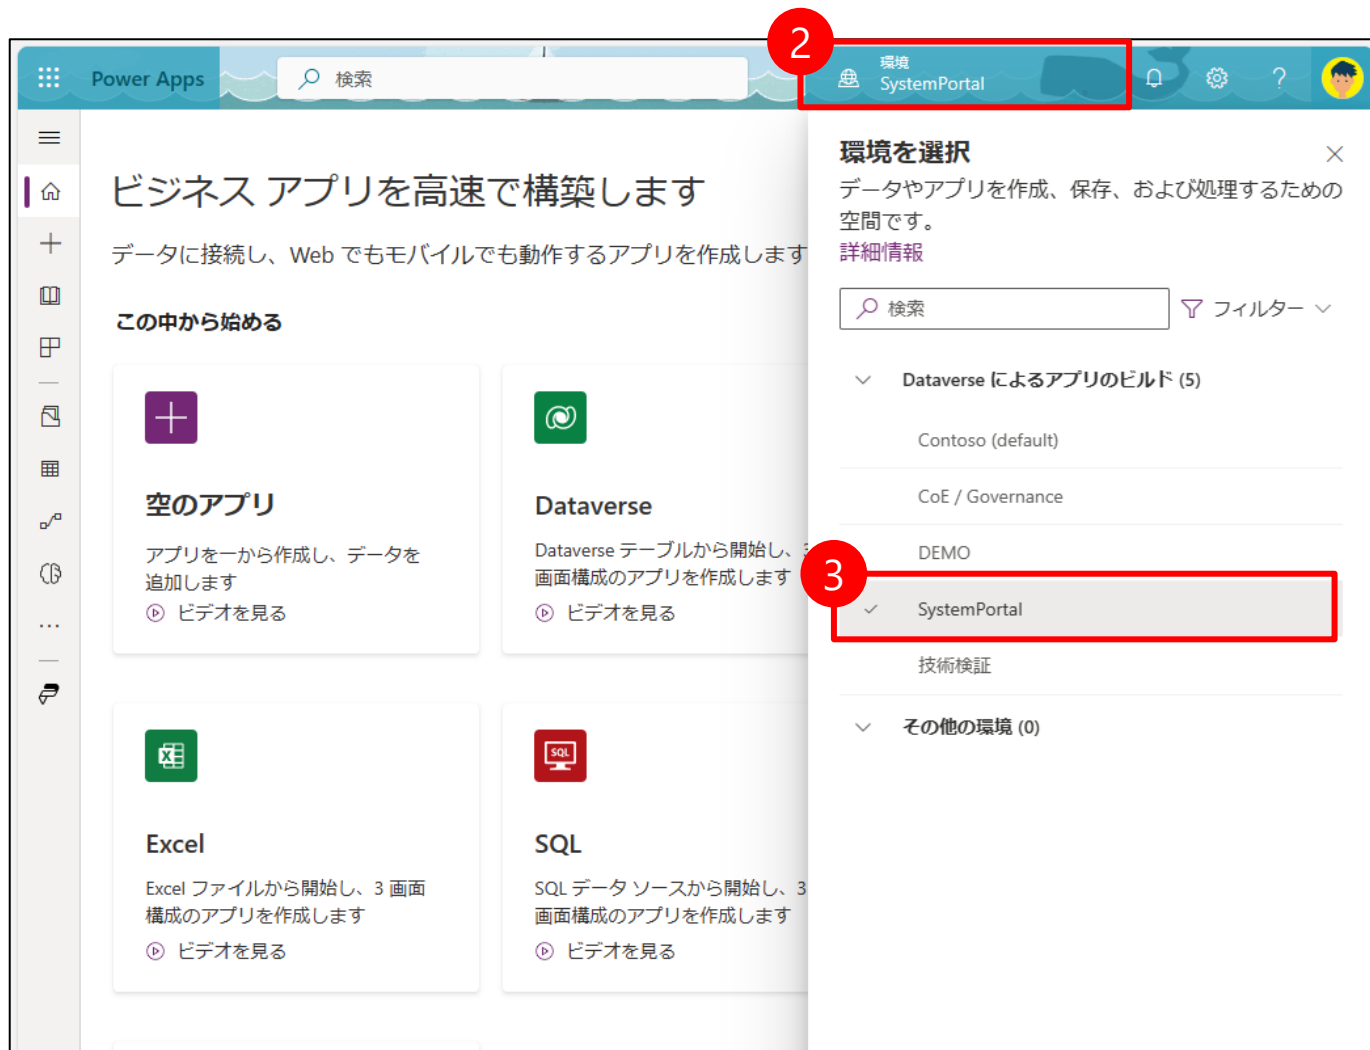 2
Power Apps
検索
環境
SystemPortal
?
環境を選択
データやアプリを作成、保存、および処理するための
空間です。
詳細情報
検索
フィルター
Dataverse によるアプリのビルド (5)
Contoso (default)
CoE / Governance
DEMO
3
SystemPortal
技術検証
その他の環境 (0)
ビジネス アプリを高速で構築します
データに接続し、Web でもモバイルでも動作するアプリを作成します
この中から始める
空のアプリ
アプリを一から作成し、データを
追加します
ビデオを見る
Dataverse
Dataverse テーブルから開始し、3
画面構成のアプリを作成します
ビデオを見る
Excel
Excel ファイルから開始し、3 画面
構成のアプリを作成します
ビデオを見る
SQL
SQL
SQL データ ソースから開始し、3
画面構成のアプリを作成します
ビデオを見る